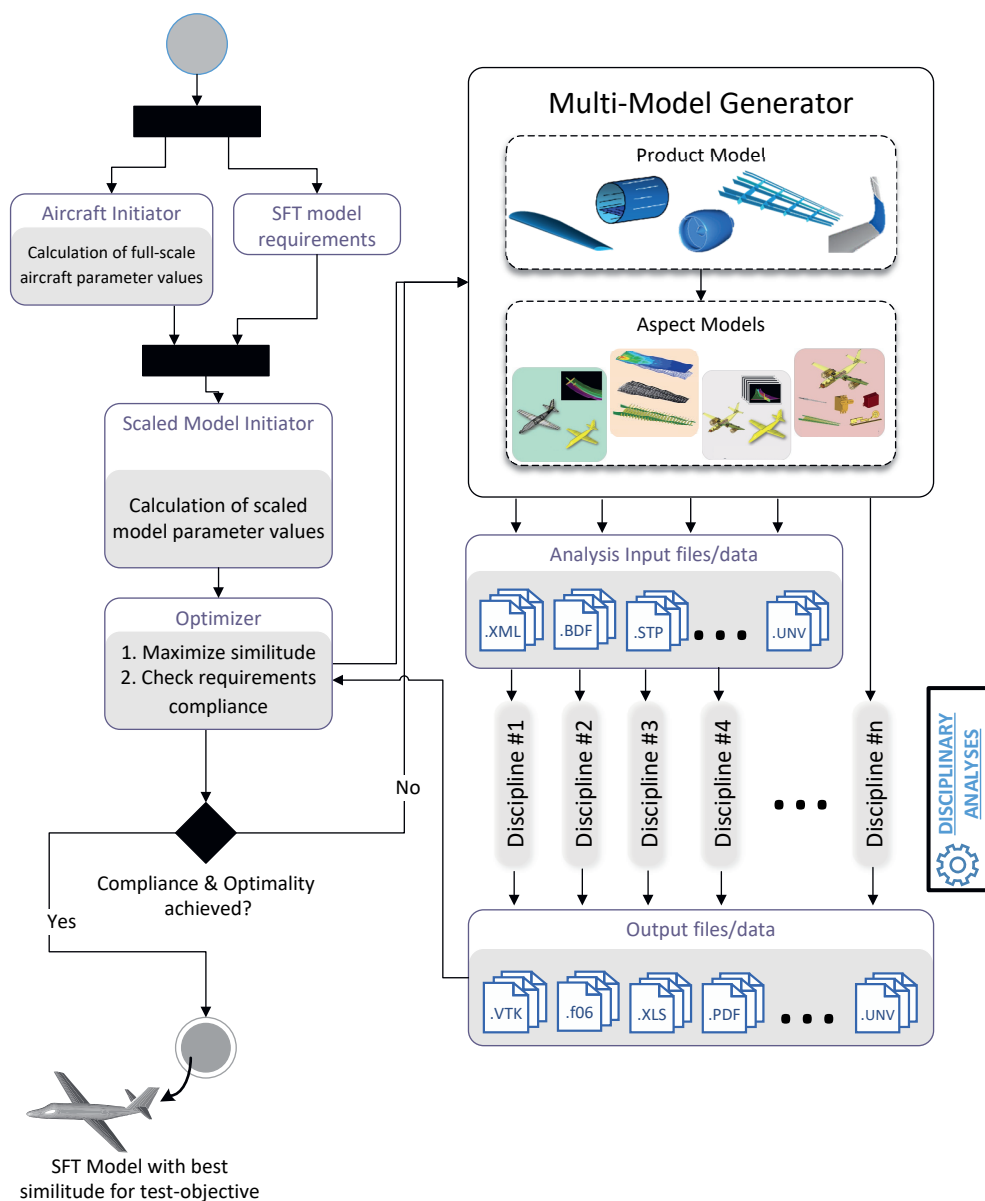 Aircraft Initiator
Calculation of full-scale
aircraft parameter values
SFT model
requirements
Scaled Model Initiator
Calculation of scaled
model parameter values
Optimizer
1. Maximize similitude
2. Check requirements
compliance
No
Compliance & Optimality
achieved?
Yes
SFT Model with best
similitude for test-objective
Multi-Model Generator
Product Model
Aspect Models
Analysis Input files/data
.XML
.BDF
.STP
...
.UNV
Discipline #1
Discipline #2
Discipline #3
Discipline #4
...
Discipline #n
DISCIPLINARY
ANALYSES
Output files/data
.VTK
.f06
.XLS
.PDF
...
.UNV